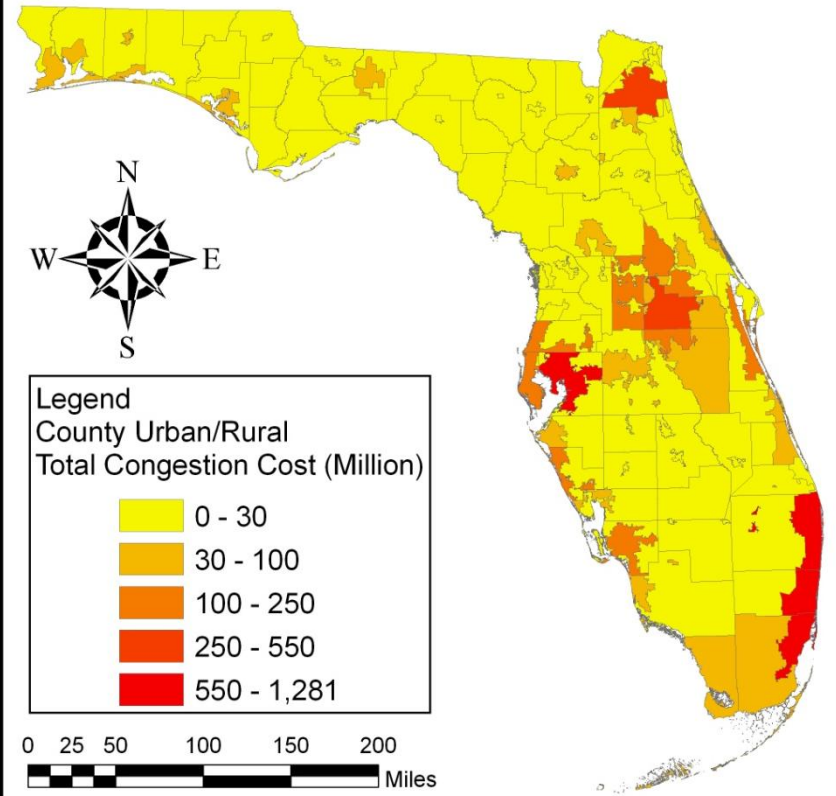 N
W E
S
Legend
County Urban/Rural
Total Congestion Cost (Million)
0 - 30
30 - 100
100 - 250
250 - 550
550 - 1,281
0 25 50 100 150 200
Miles